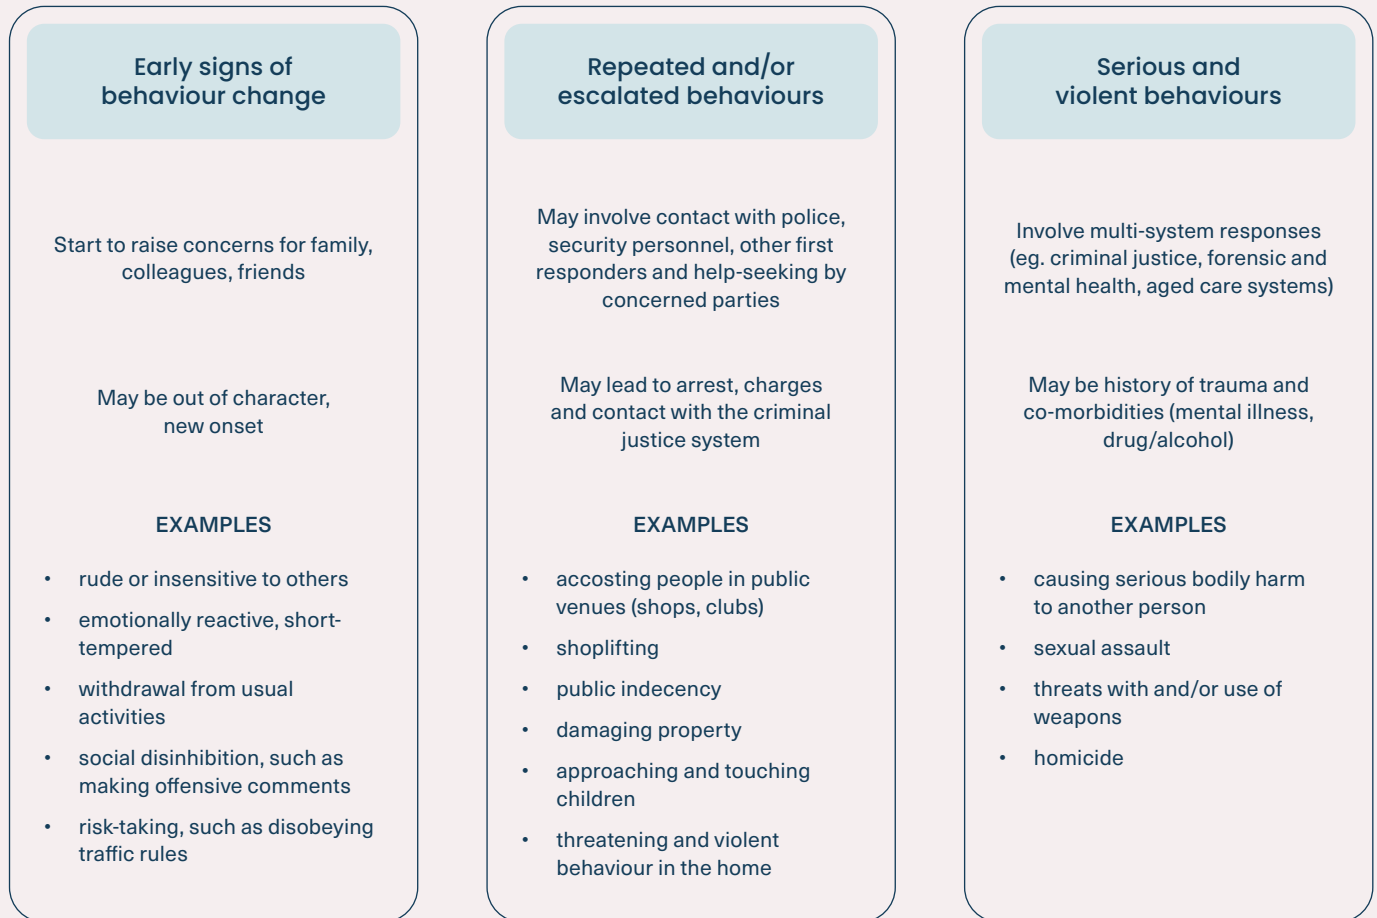 Early signs of
behaviour change
Start to raise concerns for family,
colleagues, friends
May be out of character,
new onset
EXAMPLES
• rude or insensitive to others
• emotionally reactive, short-
tempered
• withdrawal from usual
activities
• social disinhibition, such as
making offensive comments
• risk-taking, such as disobeying
traffic rules
Repeated and/or
escalated behaviours
May involve contact with police,
security personnel, other first
responders and help-seeking by
concerned parties
May lead to arrest, charges
and contact with the criminal
justice system
EXAMPLES
• accosting people in public
venues (shops, clubs)
• shoplifting
• public indecency
• damaging property
• approaching and touching
children
• threatening and violent
behaviour in the home
Serious and
violent behaviours
Involve multi-system responses
(eg. criminal justice, forensic and
mental health, aged care systems)
May be history of trauma and
co-morbidities (mental illness,
drug/alcohol)
EXAMPLES
• causing serious bodily harm
to another person
• sexual assault
• threats with and/or use of
weapons
• homicide